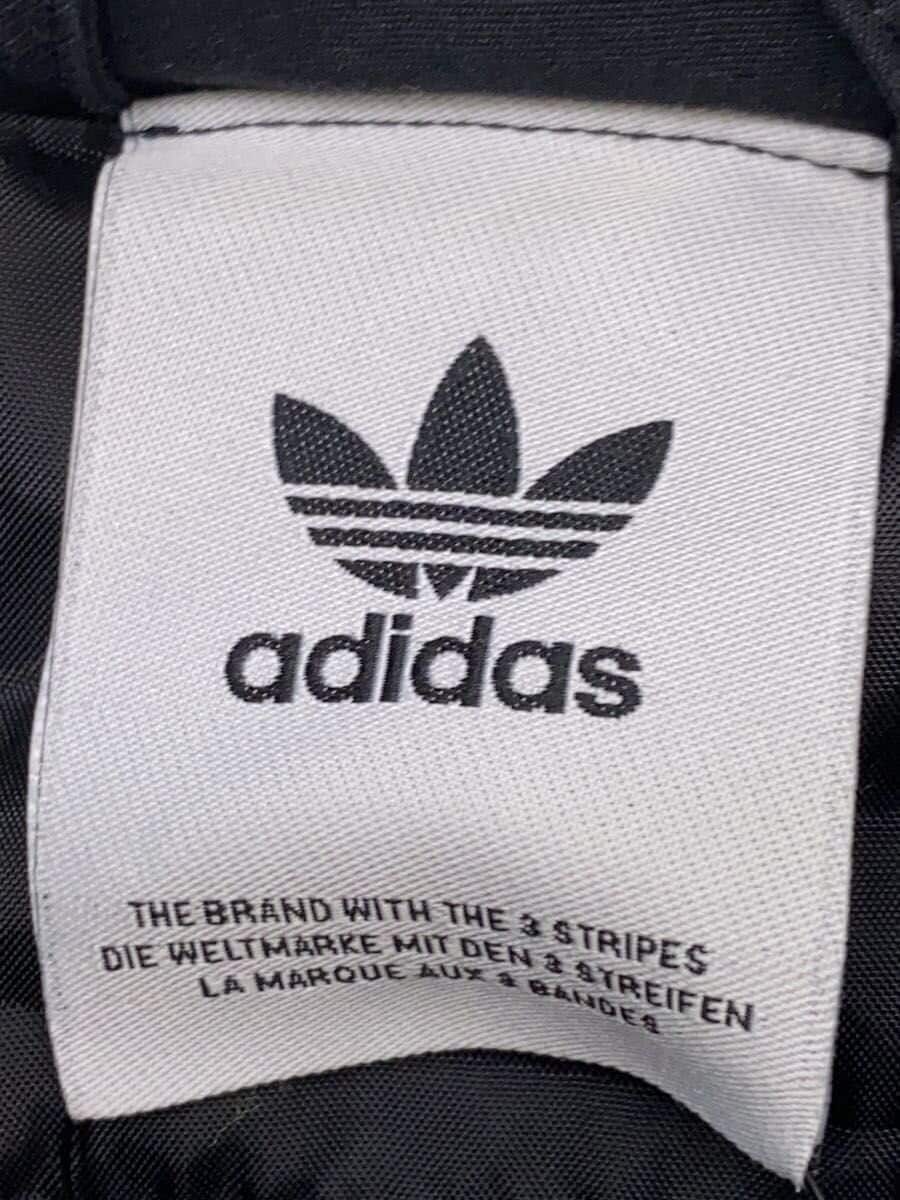 adidas
THE BRAND WITH THE 3 STRIPES
DIE WELTMARKE MIT DEN 3 STREIFEN
LA MARQUE AUX 3 BANDES